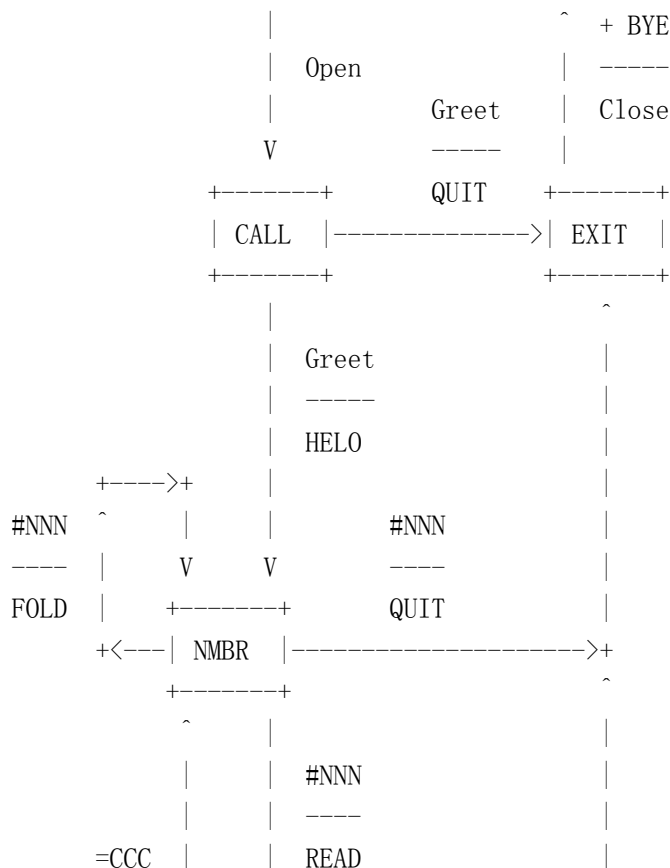 |                         ^  + BYE
                       |  Open                   |  -----
                       |             Greet       |  Close
                       V             -----       |
                   +-------+         QUIT      +-------+
                   | CALL  |------------------>| EXIT  |
                   +-------+                   +-------+
                       |                           ^
                       |  Greet                    |
                       |  -----                    |
                       |  HELO                     |
         +---->+       |                           |
#NNN     ^     |       |         #NNN              |
----     |     V       V         ----              |
FOLD     |     +-------+         QUIT              |
         +<----| NMBR  |-------------------------->+
               +-------+                           ^
                ^      |                           |
                |      |  #NNN                     |
                |      |  ----                     |
        =CCC    |      |  READ                     |